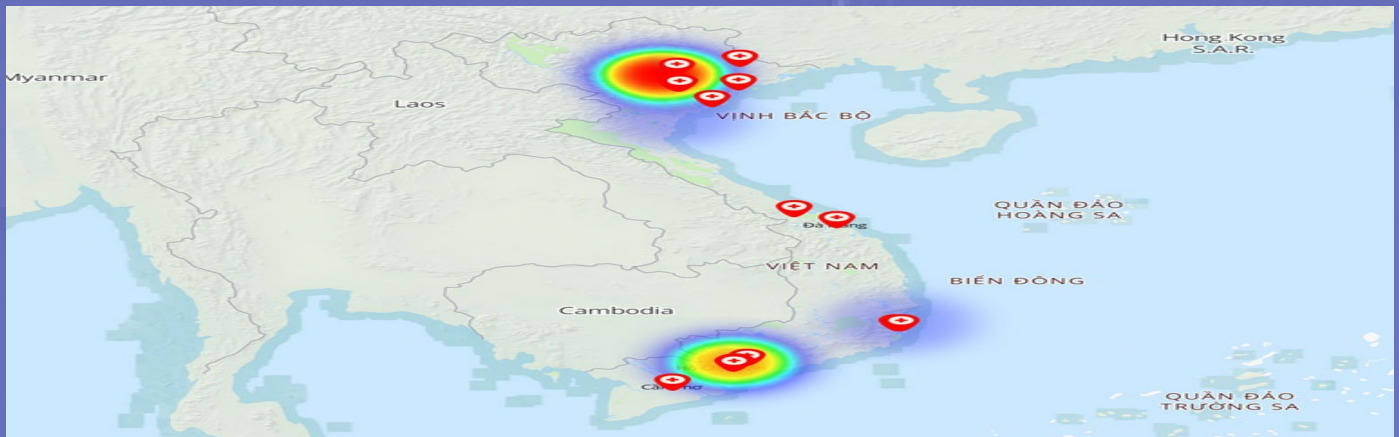 Hong Kong
S.A.R.
Myanmar
Laos
VỊNH BẮC BỘ
QUẦN ĐẢO
HOÀNG SA
VIỆT NAM
BIỂN ĐÔNG
Cambodia
QUẦN ĐẢO
TRƯỜNG SA